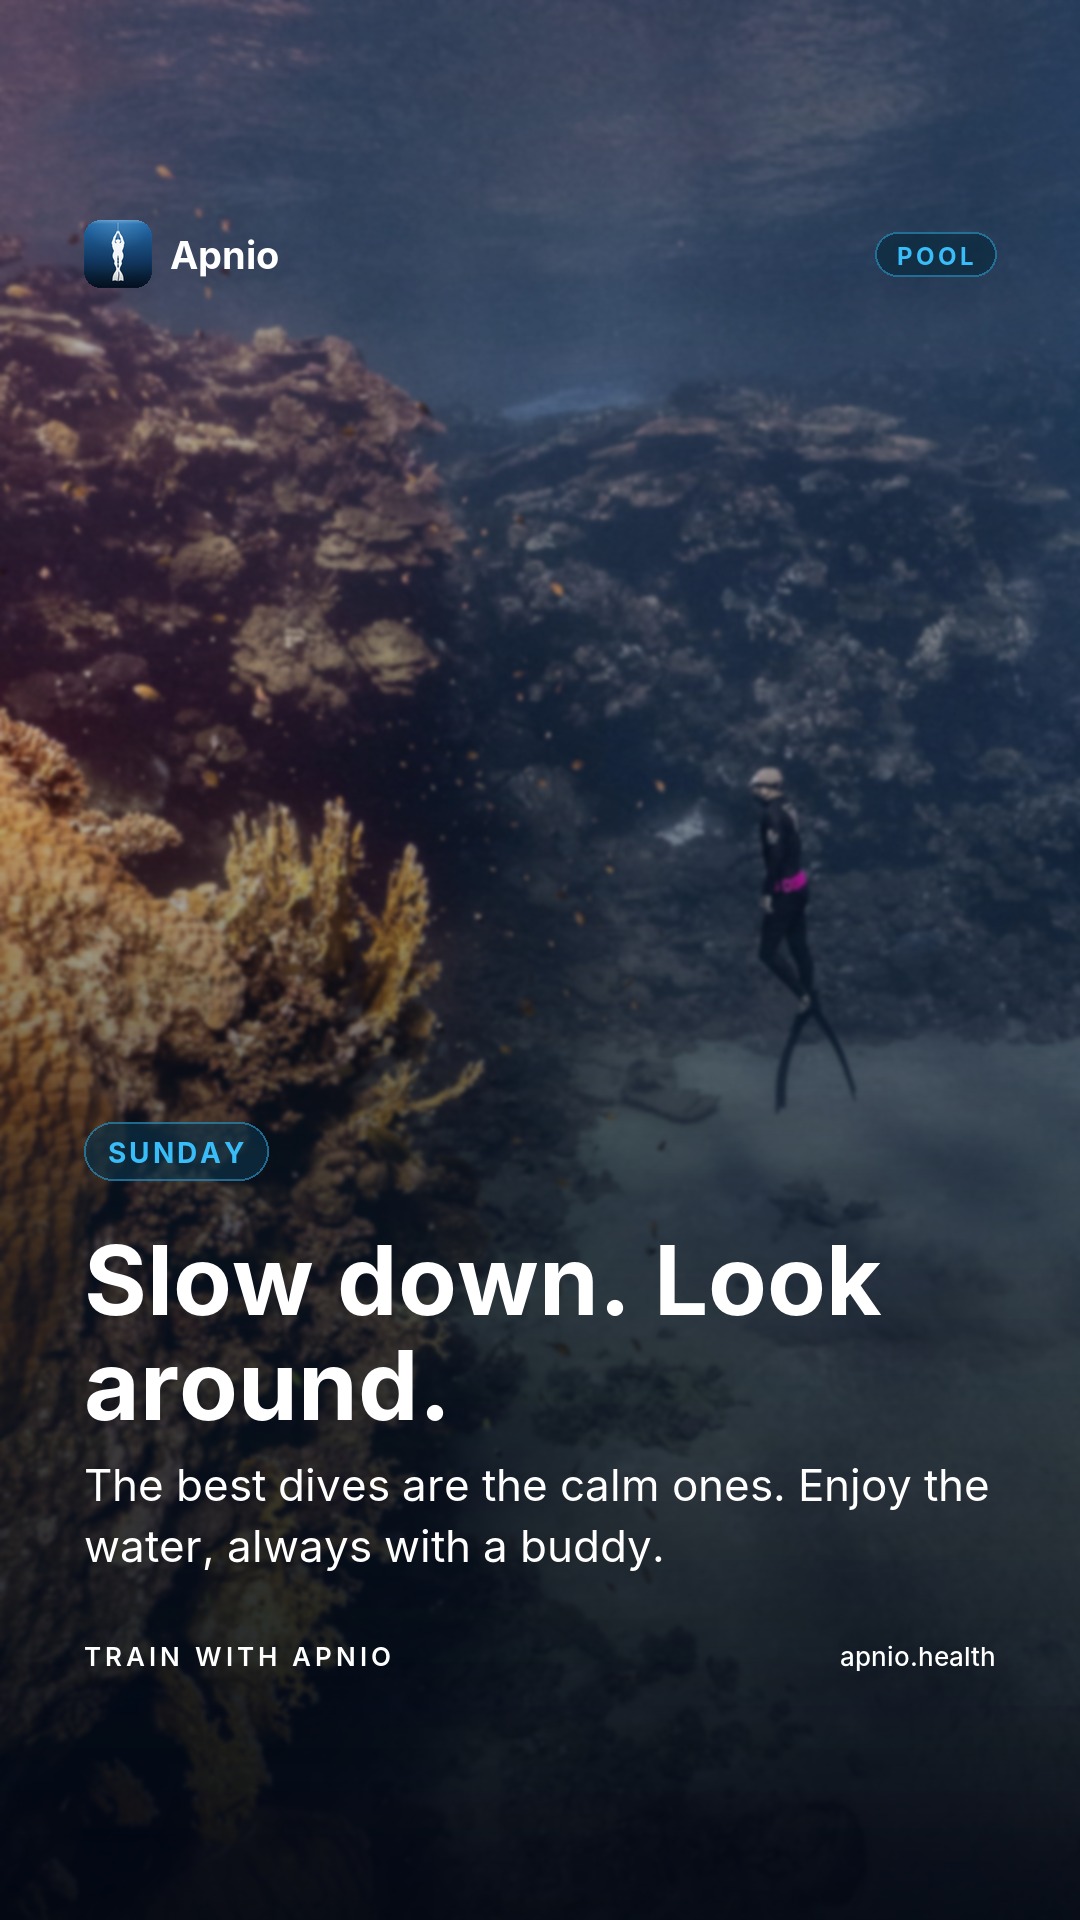 Apnio
POOL
SUNDAY
Slow down. Look
around.
The best dives are the calm ones. Enjoy the
water, always with a buddy.
TRAIN WITH APNIO
apnio.health